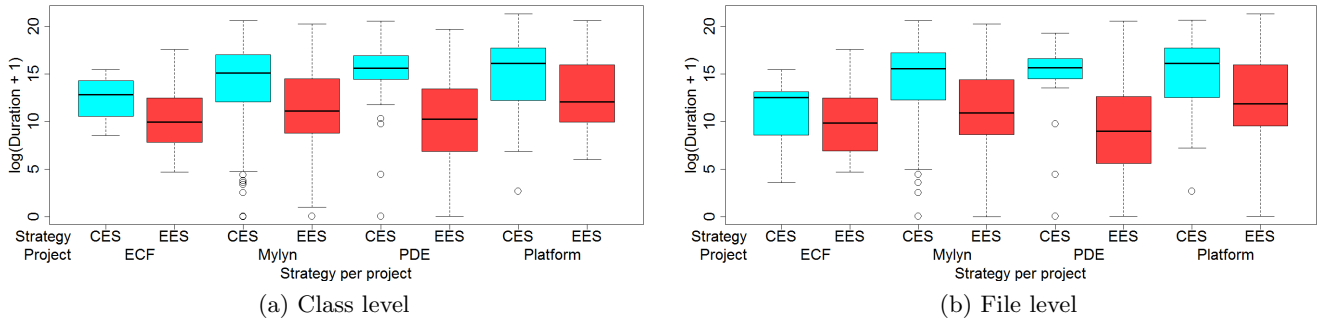 log(Duration + 1)
20
15
10
5
0
Strategy CES EES CES EES CES EES CES EES
Project ECF Mylyn PDE Platform
Strategy per project
(a) Class level
log(Duration + 1)
20
15
10
5
0
Strategy CES EES CES EES CES EES CES EES
Project ECF Mylyn PDE Platform
Strategy per project
(b) File level